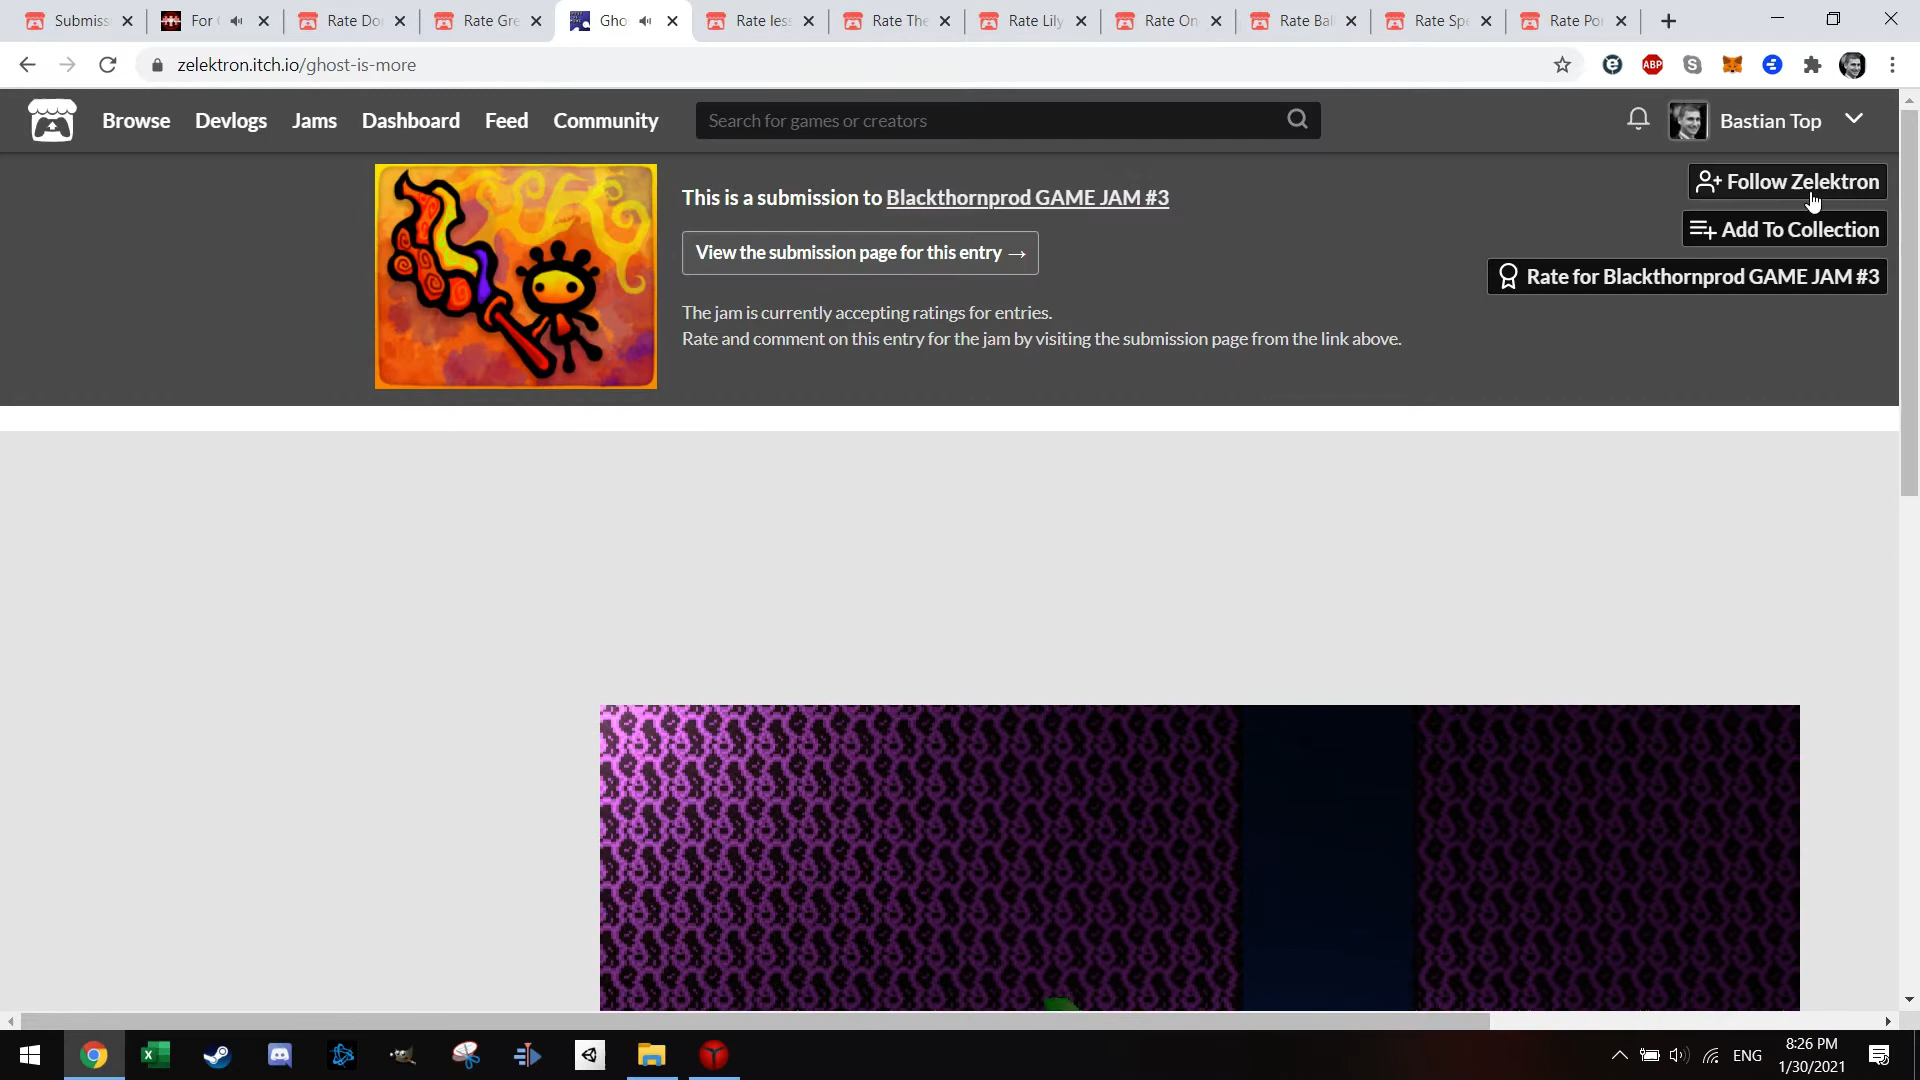 Submiss
For
Rate Do
Rate Gre
Gho
Rate less
Rate The
Rate Lily
Rate On
Rate Bal
Rate Spe
Rate Po
zelektron.itch.io/ghost-is-more
ABP
Browse
Devlogs
Jams
Dashboard
Feed
Community
Search for games or creators
Bastian Top
This is a submission to Blackthornprod GAME JAM #3
View the submission page for this entry →
The jam is currently accepting ratings for entries.
Rate and comment on this entry for the jam by visiting the submission page from the link above.
Follow Zelektron
Add To Collection
Rate for Blackthornprod GAME JAM #3
ENG
8:26 PM
1/30/2021